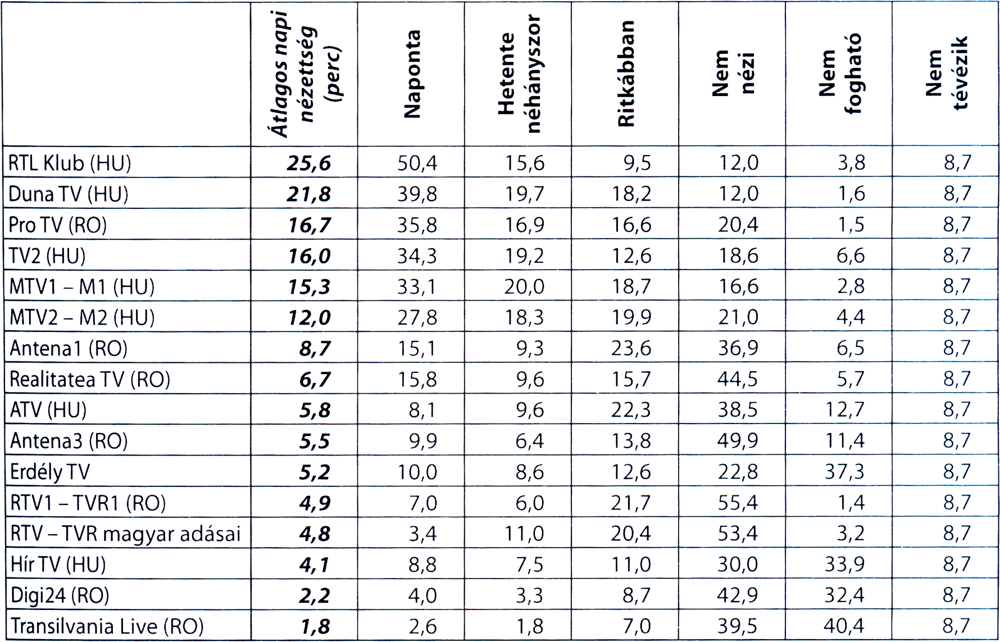 Átlagos napi nézettség (perc) Naponta Hetente néhányszor Ritkábban Nem nézi Nem fogható Nem tévézik
RTL Klub (HU) 25,6 50,4 15,6 9,5 12,0 3,8 8,7
Duna TV (HU) 21,8 39,8 19,7 18,2 12,0 1,6 8,7
Pro TV (RO) 16,7 35,8 16,9 16,6 20,4 1,5 8,7
TV2 (HU) 16,0 34,3 19,2 12,6 18,6 6,6 8,7
MTV1 – M1 (HU) 15,3 33,1 20,0 18,7 16,6 2,8 8,7
MTV2 – M2 (HU) 12,0 27,8 18,3 19,9 21,0 4,4 8,7
Antena1 (RO) 8,7 15,1 9,3 23,6 36,9 6,5 8,7
Realitatea TV (RO) 6,7 15,8 9,6 15,7 44,5 5,7 8,7
ATV (HU) 5,8 8,1 9,6 22,3 38,5 12,7 8,7
Antena3 (RO) 5,5 9,9 6,4 13,8 49,9 11,4 8,7
Erdély TV 5,2 10,0 8,6 12,6 22,8 37,3 8,7
RTV1 – TVR1 (RO) 4,9 7,0 6,0 21,7 55,4 1,4 8,7
RTV – TVR magyar adásai 4,8 3,4 11,0 20,4 53,4 3,2 8,7
Hír TV (HU) 4,1 8,8 7,5 11,0 30,0 33,9 8,7
Digi24 (RO) 2,2 4,0 3,3 8,7 42,9 32,4 8,7
Transilvania Live (RO) 1,8 2,6 1,8 7,0 39,5 40,4 8,7